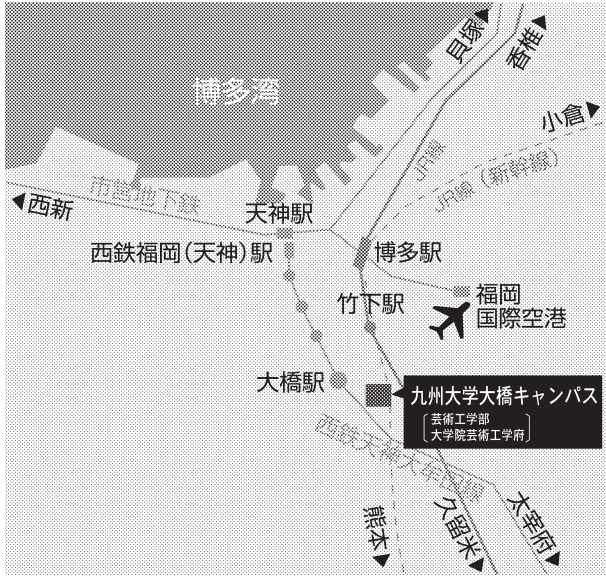 貝塚
香椎
博多湾
小倉
JR線
JR線（新幹線）
市営地下鉄
西新
天神駅
西鉄福岡（天神）駅
博多駅
福岡
国際空港
竹下駅
大橋駅
九州大学大橋キャンパス
芸術工学部
大学院芸術工学府
西鉄天神大牟田線
熊本
久留米
太宰府